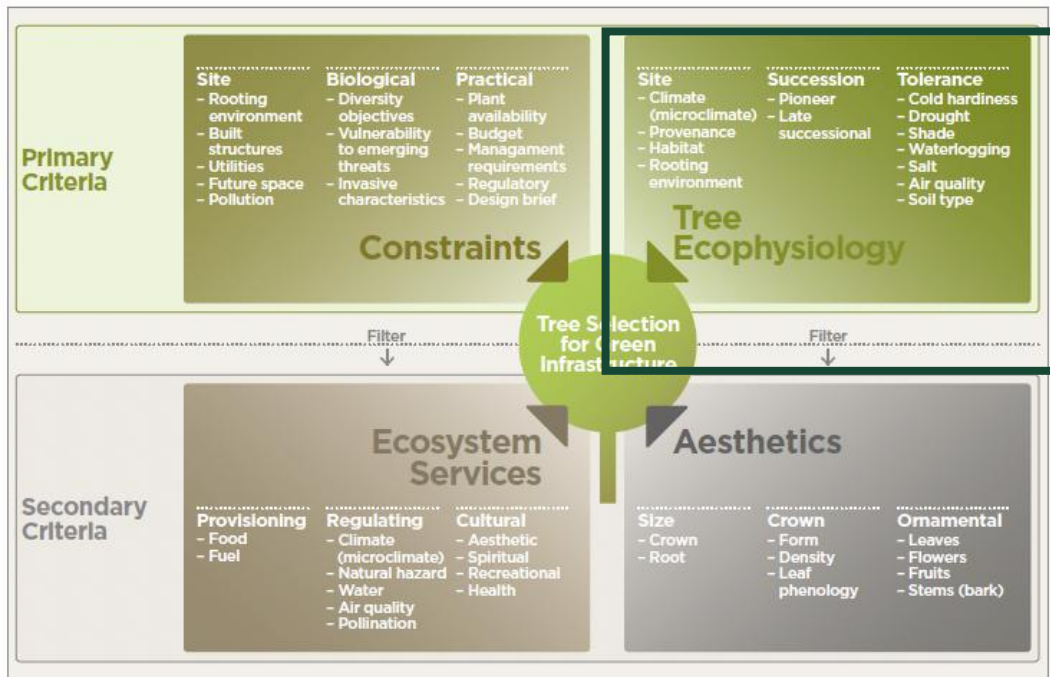 Primary
Criteria
Site
– Rooting
environment
– Built
structures
– Utilities
– Future space
– Pollution
Biological
– Diversity
objectives
– Vulnerability
to emerging
threats
– Invasive
characteristics
Practical
– Plant
availability
– Budget
– Managament
requirements
– Regulatory
– Design brief
Constraints
Site
– Climate
(microclimate)
– Provenance
– Habitat
– Rooting
environment
Succession
– Pioneer
– Late
successional
Tolerance
– Cold hardiness
– Drought
– Shade
– Waterlogging
– Salt
– Air quality
– Soil type
Tree
Ecophysiology
Tree Selection
for Green
Infrastructure
Filter
Filter
Secondary
Criteria
Ecosystem
Services
Provisioning
– Food
– Fuel
Regulating
– Climate
(microclimate)
– Natural hazard
– Water
– Air quality
– Pollination
Cultural
– Aesthetic
– Spiritual
– Recreational
– Health
Aesthetics
Size
– Crown
– Root
Crown
– Form
– Density
– Leaf
phenology
Ornamental
– Leaves
– Flowers
– Fruits
– Stems (bark)